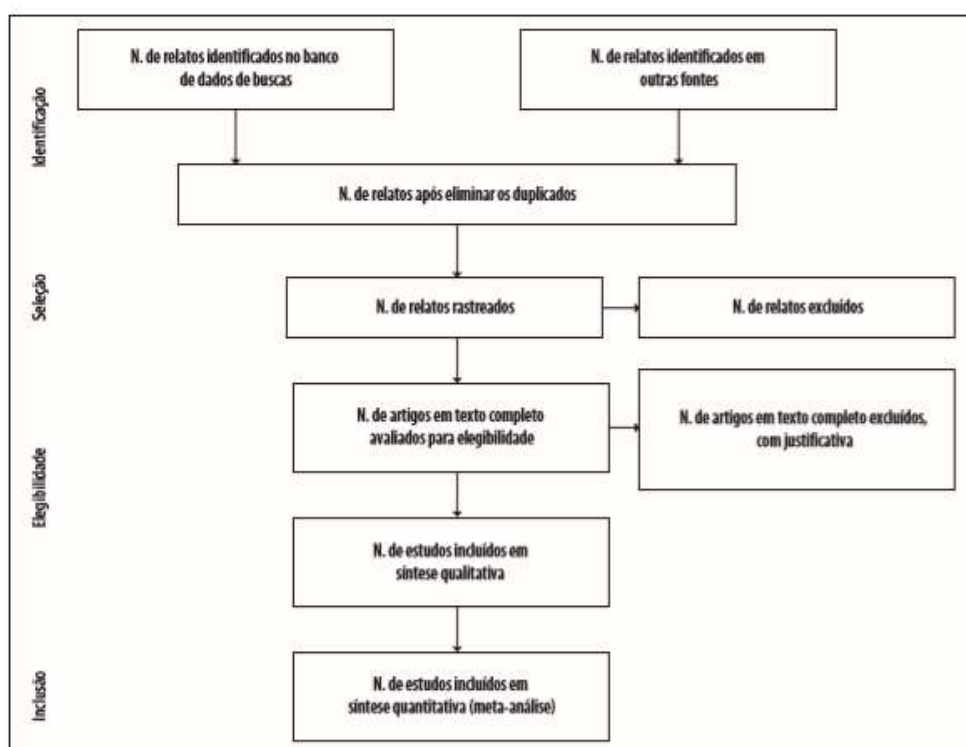 Identificação
N. de relatos identificados no banco
de dados de buscas
N. de relatos identificados em
outras fontes
N. de relatos após eliminar os duplicados
Seleção
N. de relatos rastreados
N. de relatos excluídos
Elegibilidade
N. de artigos em texto completo
avaliados para elegibilidade
N. de artigos em texto completo excluídos,
com justificativa
N. de estudos incluídos em
síntese qualitativa
Inclusão
N. de estudos incluídos em
síntese quantitativa (meta-análise)